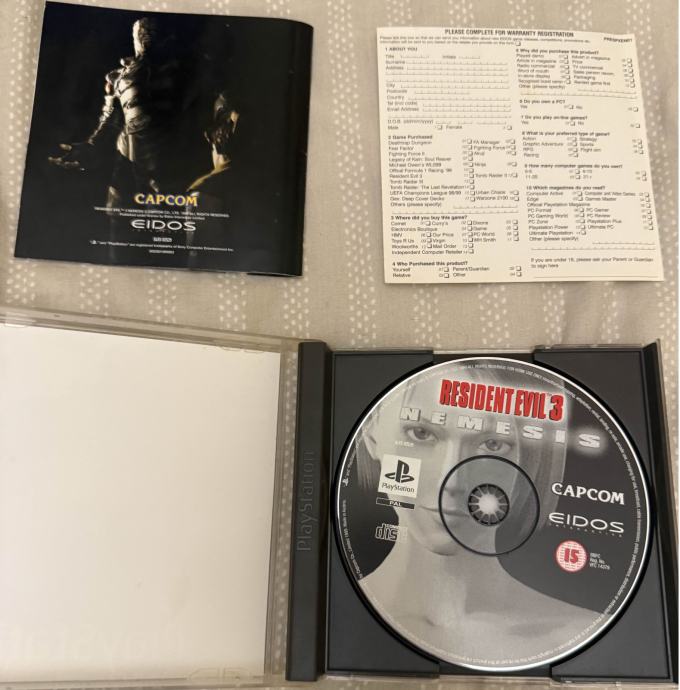 CAPCOM
EIDOS
PLEASE COMPLETE FOR WARRANTY REGISTRATION
1 ABOUT YOU
Title
Initials
Surname
Address
City
Postcode
Country
Tel (incl code)
Email Address
D.O.B. (dd/mm/yyyy)
Male
Female
2 Game Purchased
Deathtrap Dungeon
Fear Factor
Fighting Force II
Legacy of Kain: Soul Reaver
Michael Owen's WLS99
Official Formula 1 Racing '99
Resident Evil 3
Tomb Raider III
Tomb Raider: The Last Revelation
UEFA Champions League 98/99
Gex: Deep Cover Gecko
Others (please specify)
FA Manager
Fighting Force
Akuji
Ninja
Tomb Raider II
Urban Chaos
Warzone 2100
3 Where did you buy this game?
Comet
Curry's
Dixons
Electronics Boutique
Game
HMV
Our Price
PC World
Toys R Us
Virgin
WH Smith
Woolworths
Mail Order
Independent Computer Retailer
4 Who Purchased this product?
Yourself
Parent/Guardian
Relative
Other
5 Why did you purchase this product?
Played demo
Advert in magazine
Article in magazine
Price
Radio commercial
TV commercial
Word of mouth
Sales person recom.
In-store display
Packaging
Recognised brand name
Rented game first
Other (please specify)
6 Do you own a PC?
Yes
No
7 Do you play on-line games?
Yes
No
8 What is your preferred type of game?
Action
Strategy
Graphic Adventure
Sports
RPG
Flight sim
Racing
9 How many computer games do you own?
0-5
6-10
11-20
21+
10 Which magazines do you read?
Computer Active
Computer and Video Games
Edge
Games Master
Official Playstation Magazine
PC Format
PC Gamer
PC Gaming World
PC Review
PC Zone
Playstation Plus
Playstation Power
Ultimate PC
Ultimate Playstation
Other (please specify)
If you are under 16, please ask your Parent or Guardian
to sign here
PlayStation
RESIDENT EVIL 3
NEMESIS
PlayStation
PAL
CAPCOM
EIDOS
INTERACTIVE
15